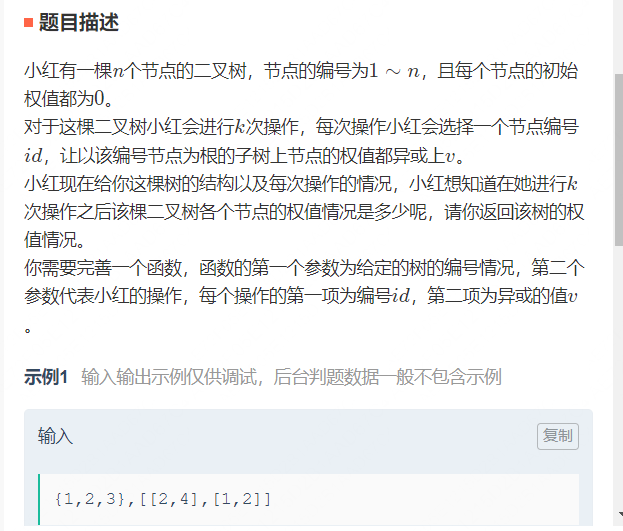 题目描述
小红有一棵n个节点的二叉树，节点的编号为1 ∼ n，且每个节点的初始
权值都为0。
对于这棵二叉树小红会进行k次操作，每次操作小红会选择一个节点编号
id，让以该编号节点为根的子树上节点的权值都异或上v。
小红现在给你这棵树的结构以及每次操作的情况，小红想知道在她进行k
次操作之后该棵二叉树各个节点的权值情况是多少呢，请你返回该树的权
值情况。
你需要完善一个函数，函数的第一个参数为给定的树的编号情况，第二个
参数代表小红的操作，每个操作的第一项为编号id，第二项为异或的值v
。
示例1 输入输出示例仅供调试，后台判题数据一般不包含示例
输入 复制
{1,2,3},[[2,4],[1,2]]